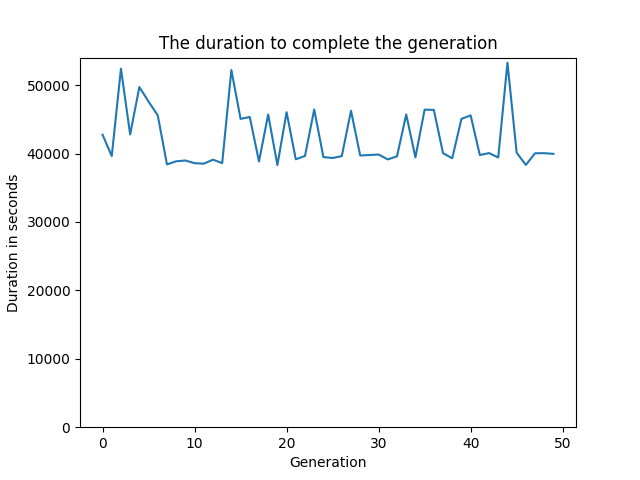 The duration to complete the generation
50000
40000
30000
20000
10000
0
Duration in seconds
0 10 20 30 40 50
Generation